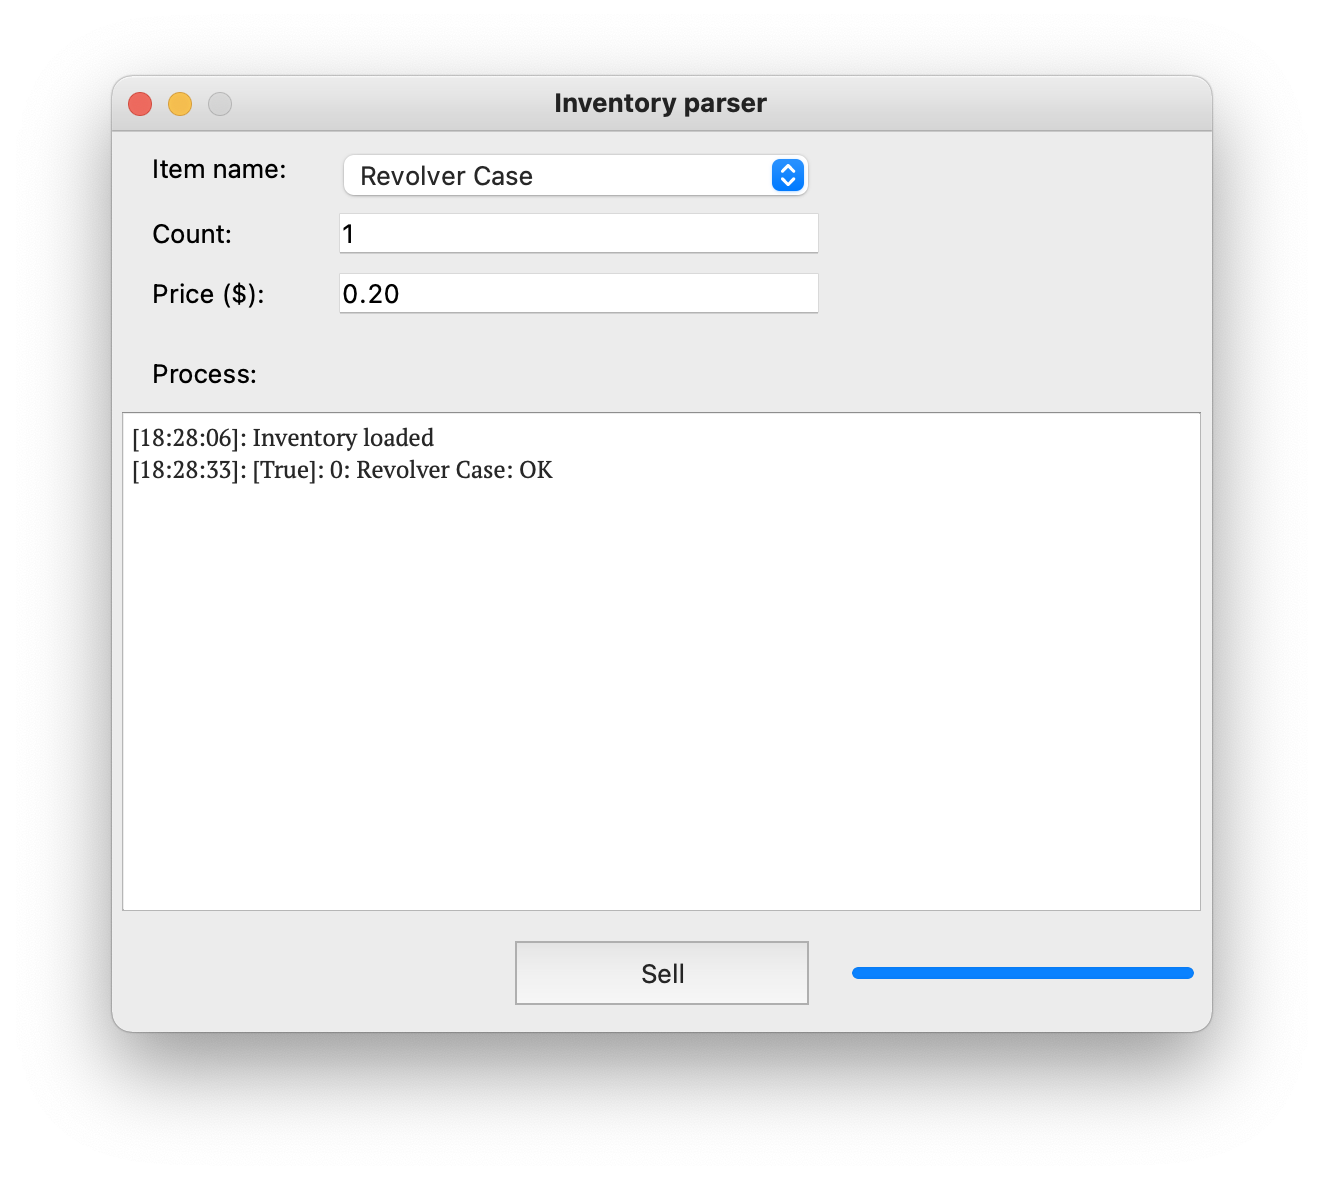 Inventory parser
Item name: Revolver Case
Count: 1
Price ($): 0.20
Process:
[18:28:06]: Inventory loaded
[18:28:33]: [True]: 0: Revolver Case: OK
Sell